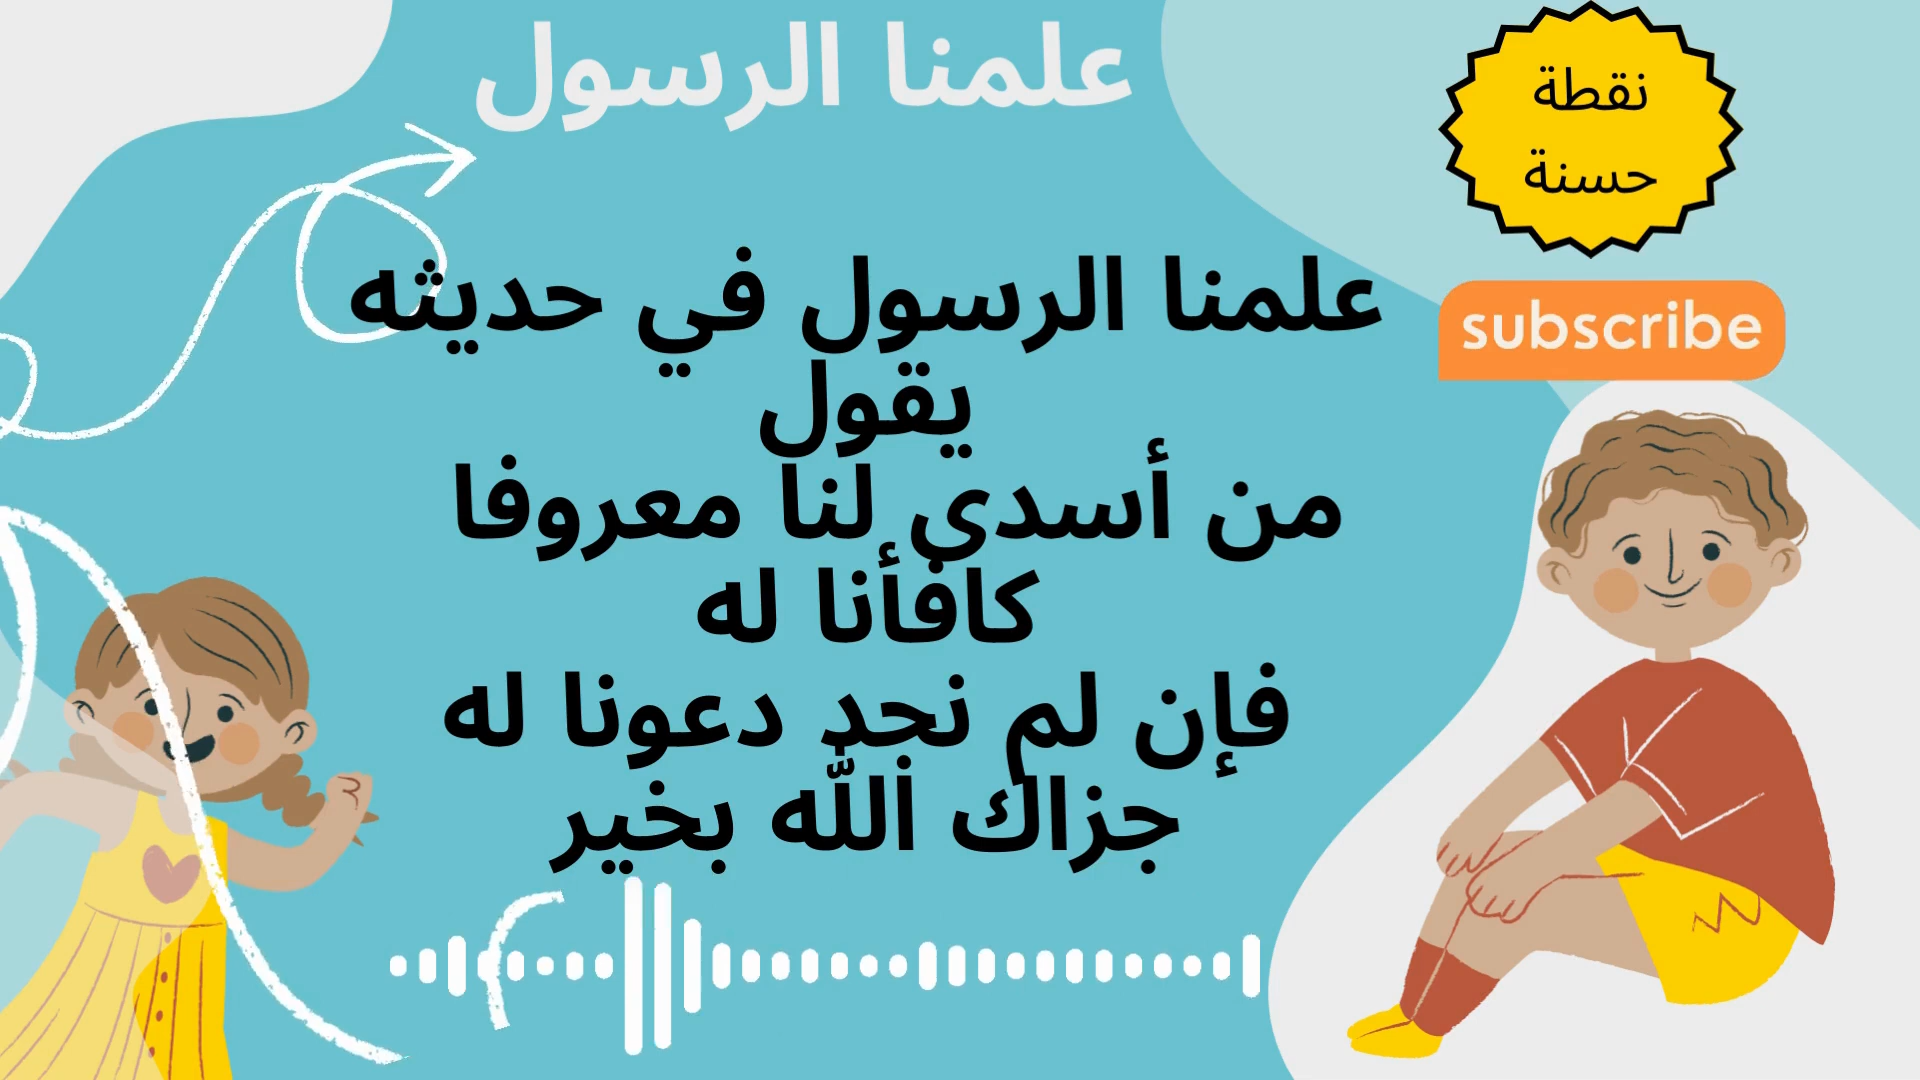 علمنا الرسول
نقطة
حسنة
subscribe
علمنا الرسول في حديثه
يقول
من أسدى لنا معروفا
كافأنا له
فإن لم نجد دعونا له
جزاك الله بخير